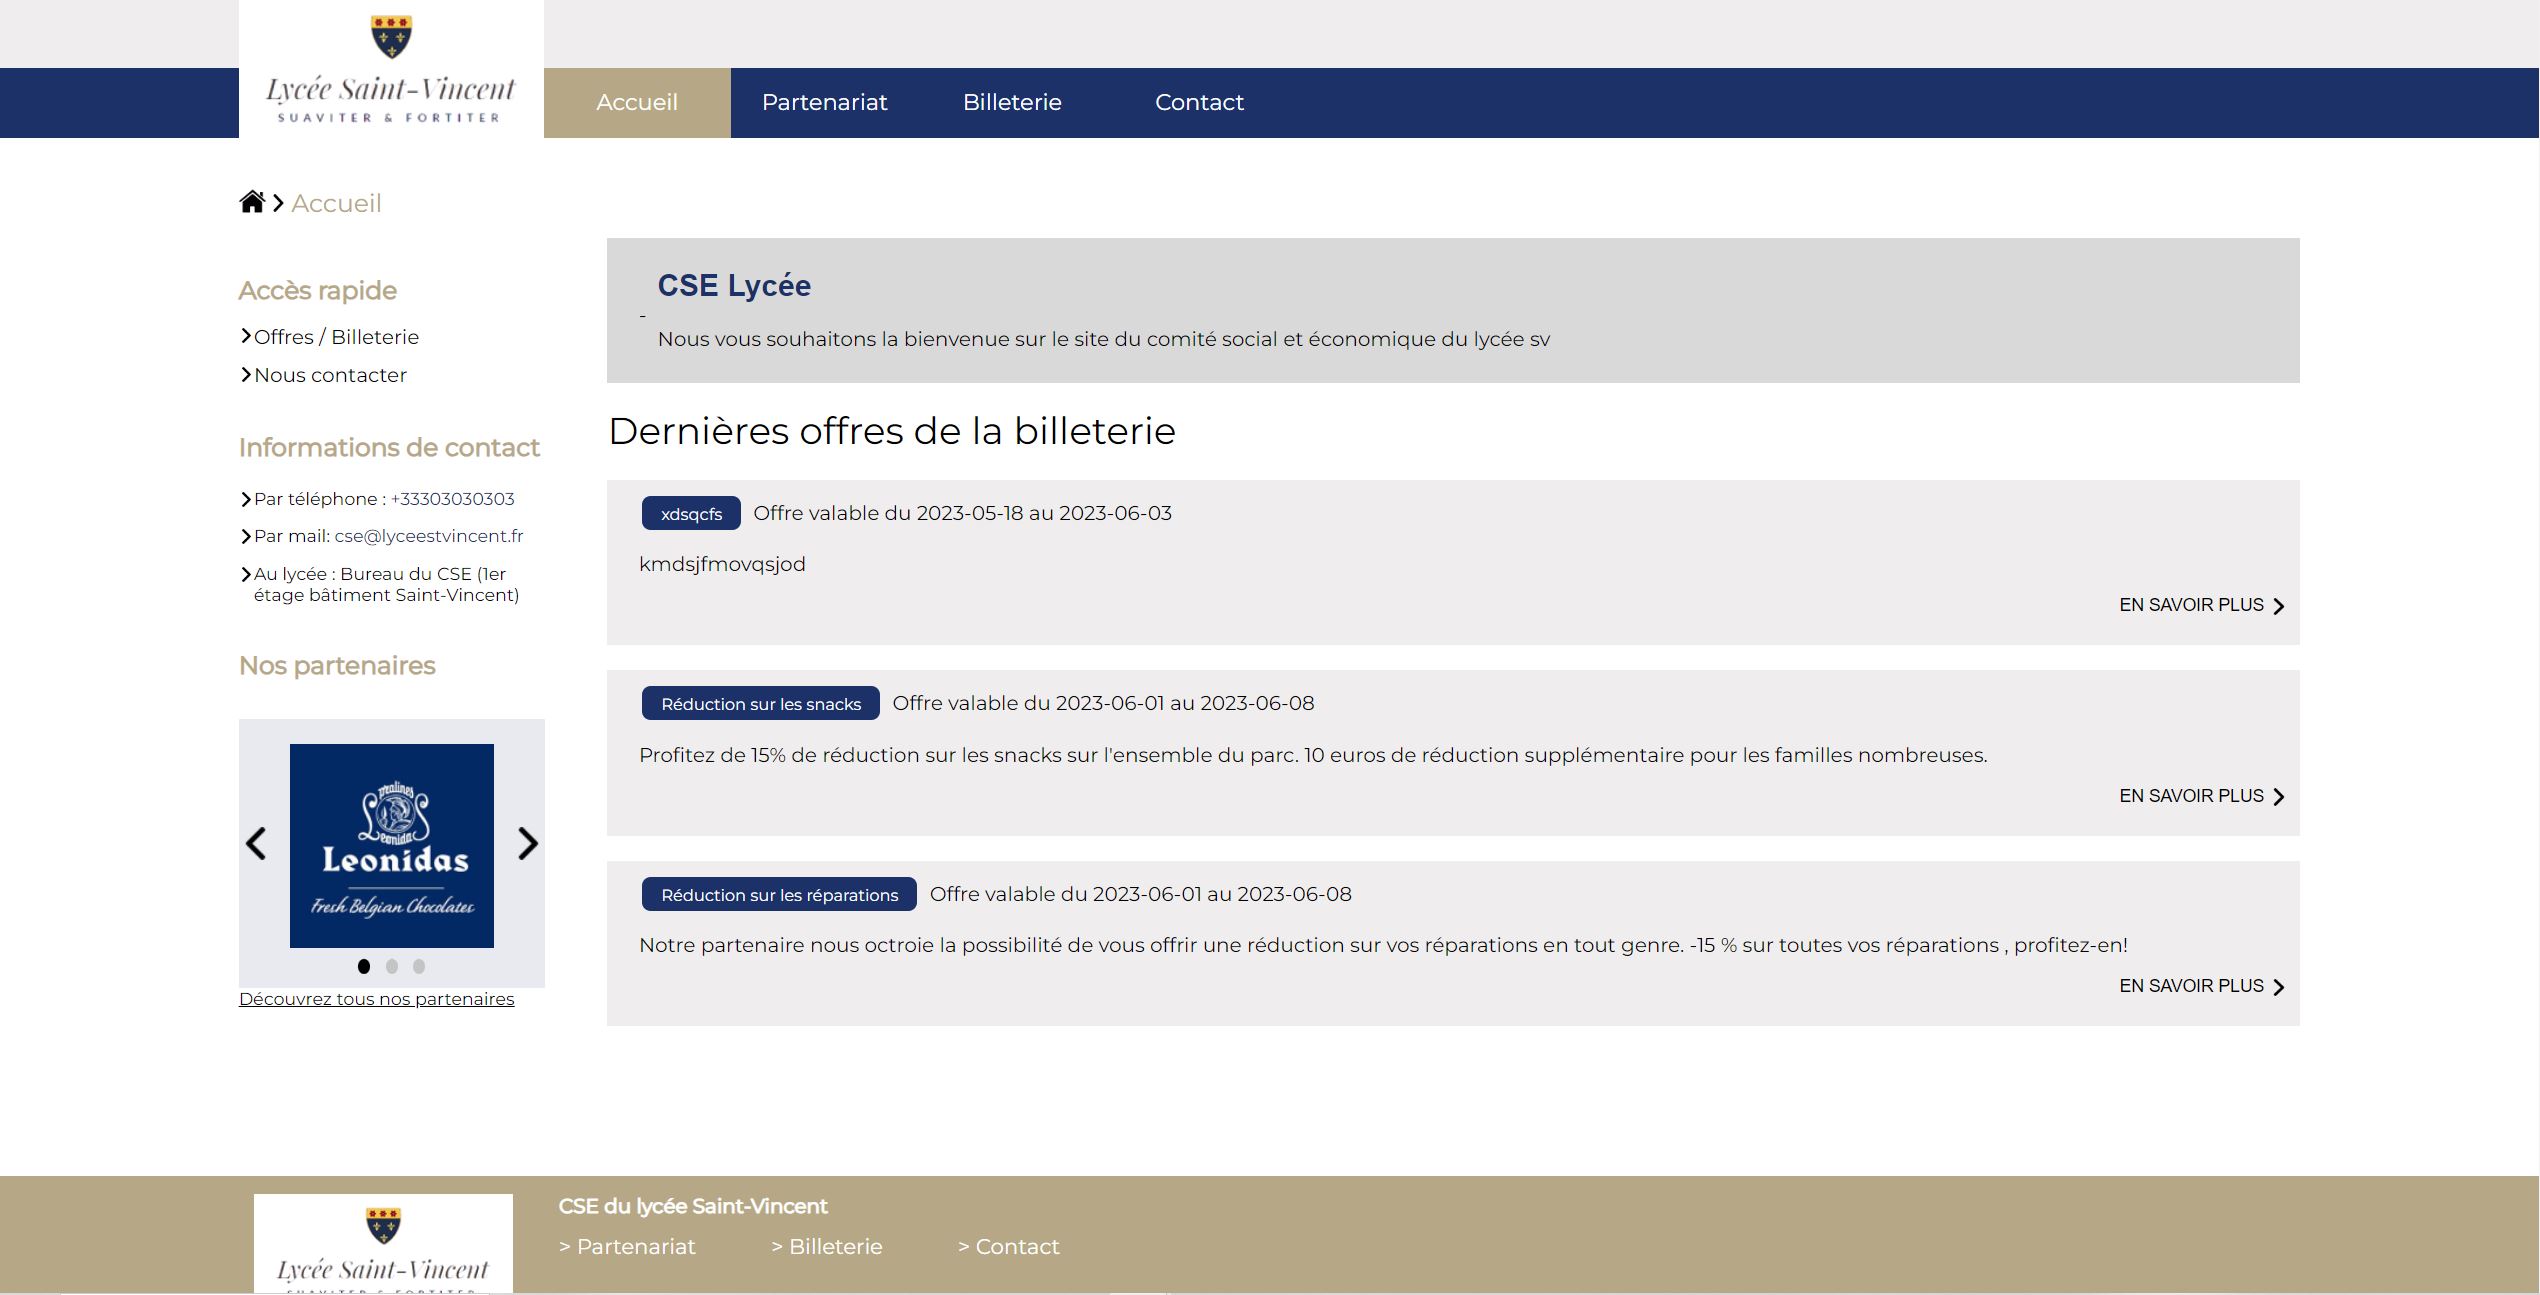 Lycée Saint-Vincent
SUAVITER & FORTITER
Accueil
Partenariat
Billeterie
Contact
Accueil
Accès rapide
Offres / Billeterie
Nous contacter
Informations de contact
Par téléphone : +33303030303
Par mail: cse@lyceestvincent.fr
Au lycée : Bureau du CSE (1er
étage bâtiment Saint-Vincent)
Nos partenaires
pralines
Leonidas
Leonidas
Fresh Belgian Chocolates
Découvrez tous nos partenaires
CSE Lycée
-
Nous vous souhaitons la bienvenue sur le site du comité social et économique du lycée sv
Dernières offres de la billeterie
xdsqcfs Offre valable du 2023-05-18 au 2023-06-03
kmdsjfmovqsjod
EN SAVOIR PLUS
Réduction sur les snacks Offre valable du 2023-06-01 au 2023-06-08
Profitez de 15% de réduction sur les snacks sur l'ensemble du parc. 10 euros de réduction supplémentaire pour les familles nombreuses.
EN SAVOIR PLUS
Réduction sur les réparations Offre valable du 2023-06-01 au 2023-06-08
Notre partenaire nous octroie la possibilité de vous offrir une réduction sur vos réparations en tout genre. -15 % sur toutes vos réparations , profitez-en!
EN SAVOIR PLUS
Lycée Saint-Vincent
SUAVITER & FORTITER
CSE du lycée Saint-Vincent
> Partenariat
> Billeterie
> Contact